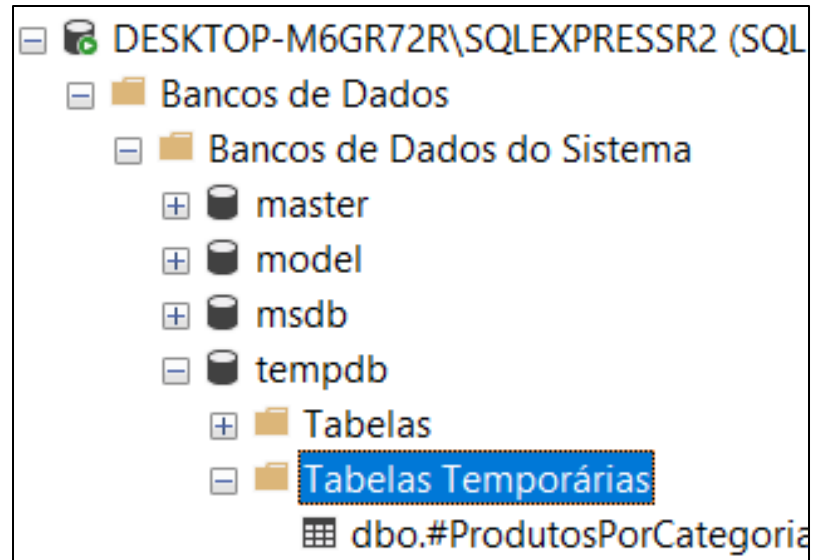 DESKTOP-M6GR72R\SQLEXPRESSR2 (SQL
Bancos de Dados
Bancos de Dados do Sistema
master
model
msdb
tempdb
Tabelas
Tabelas Temporárias
dbo.#ProdutosPorCategoria